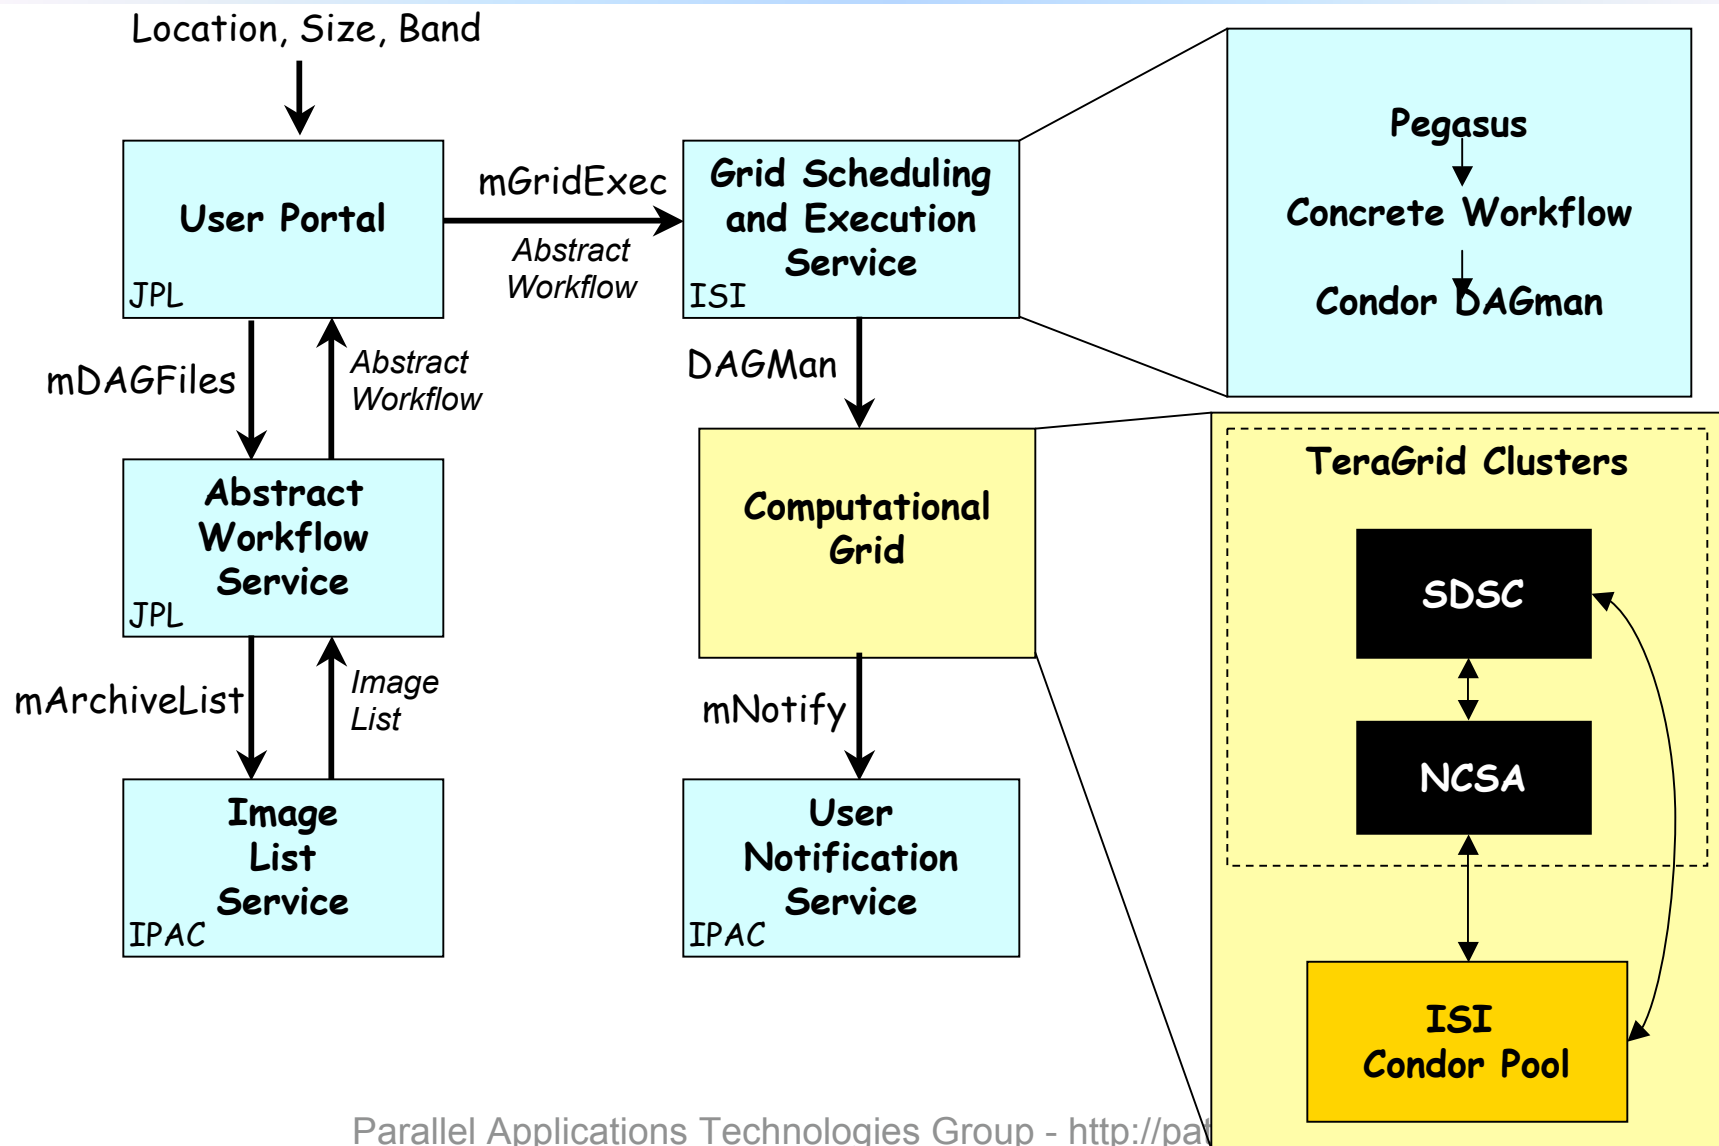 Location, Size, Band
User Portal
JPL
mGridExec
Abstract
Workflow
Grid Scheduling
and Execution
Service
ISI
Pegasus
Concrete Workflow
Condor DAGman
mDAGFiles
Abstract
Workflow
DAGMan
Abstract
Workflow
Service
JPL
Computational
Grid
TeraGrid Clusters
SDSC
NCSA
ISI
Condor Pool
mArchiveList
Image
List
mNotify
Image
List
Service
IPAC
User
Notification
Service
IPAC
Parallel Applications Technologies Group - http://pat